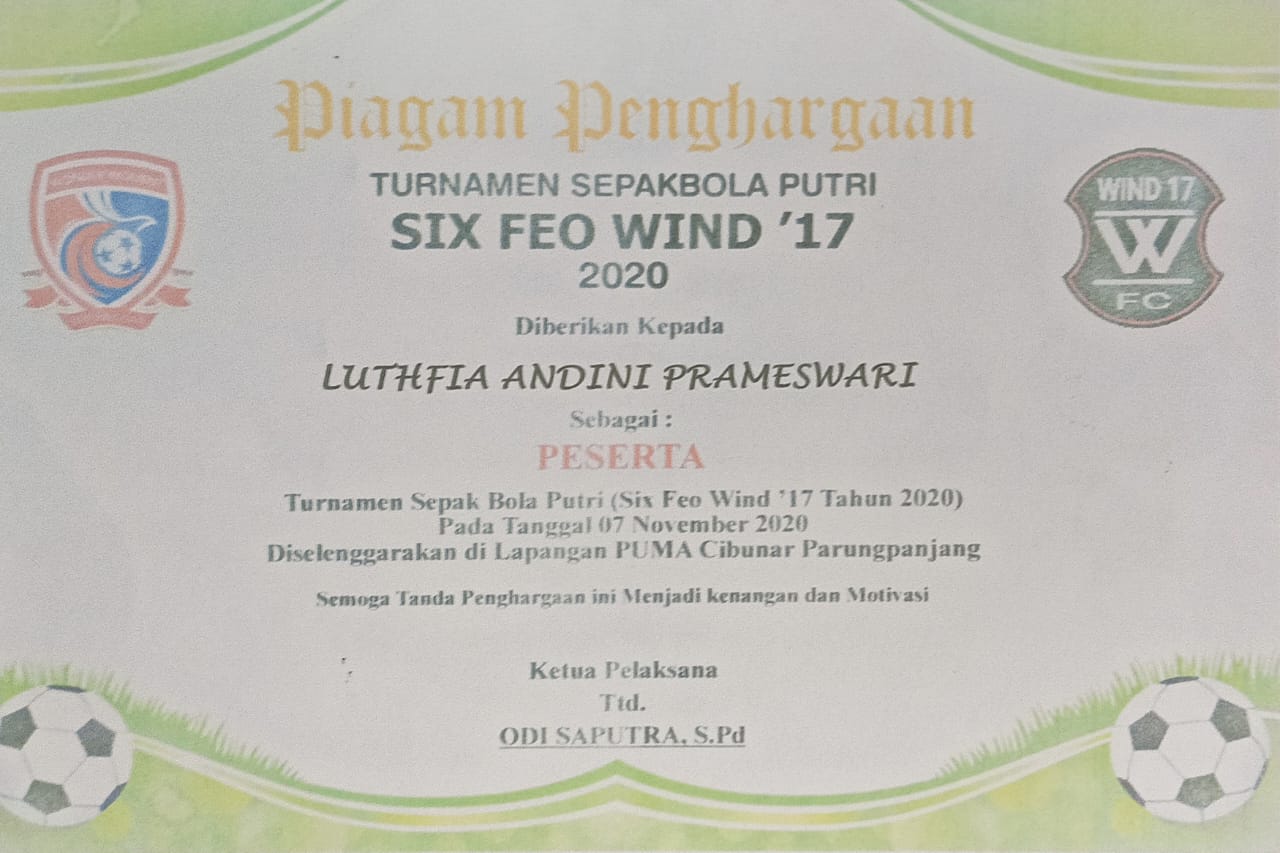 Piagam Penghargaan
TURNAMEN SEPAKBOLA PUTRI
SIX FEO WIND '17
2020
WIND 17
W
FC
Diberikan Kepada
LUTHFIA ANDINI PRAMESWARI
Sebagai :
PESERTA
Turnamen Sepak Bola Putri (Six Feo Wind '17 Tahun 2020)
Pada Tanggal 07 November 2020
Diselenggarakan di Lapangan PUMA Cibunar Parungpanjang
Semoga Tanda Penghargaan ini Menjadi kenangan dan Motivasi
Ketua Pelaksana
Ttd.
ODI SAPUTRA, S.Pd